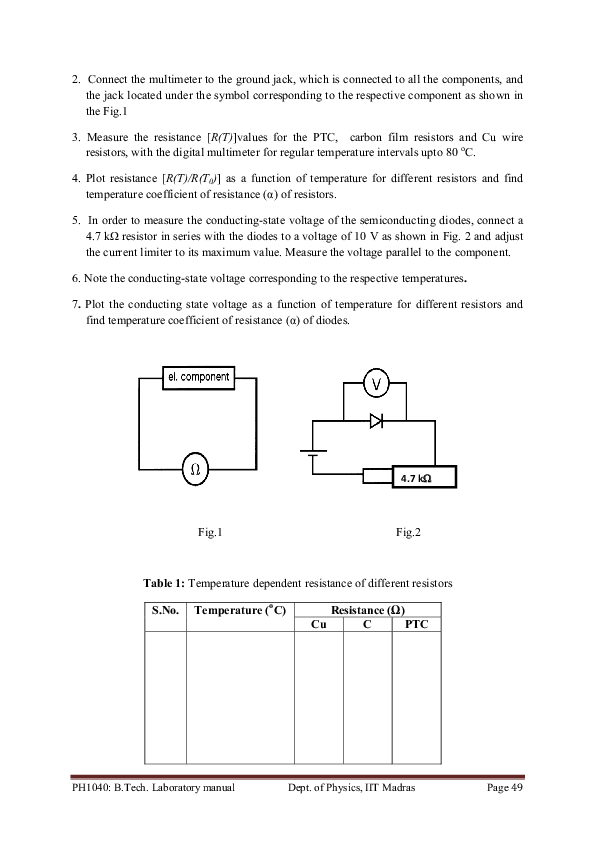 2. Connect the multimeter to the ground jack, which is connected to all the components, and
the jack located under the symbol corresponding to the respective component as shown in
the Fig.1
3. Measure the resistance [R(T)]values for the PTC, carbon film resistors and Cu wire
resistors, with the digital multimeter for regular temperature intervals upto 80 °C.
4. Plot resistance [R(T)/R(T₀)] as a function of temperature for different resistors and find
temperature coefficient of resistance (α) of resistors.
5. In order to measure the conducting-state voltage of the semiconducting diodes, connect a
4.7 kΩ resistor in series with the diodes to a voltage of 10 V as shown in Fig. 2 and adjust
the current limiter to its maximum value. Measure the voltage parallel to the component.
6. Note the conducting-state voltage corresponding to the respective temperatures.
7. Plot the conducting state voltage as a function of temperature for different resistors and
find temperature coefficient of resistance (α) of diodes.
el. component
Ω
V
4.7 kΩ
Fig.1 Fig.2
Table 1: Temperature dependent resistance of different resistors
S.No. Temperature (°C) Resistance (Ω)
Cu C PTC
PH1040: B.Tech. Laboratory manual Dept. of Physics, IIT Madras Page 49